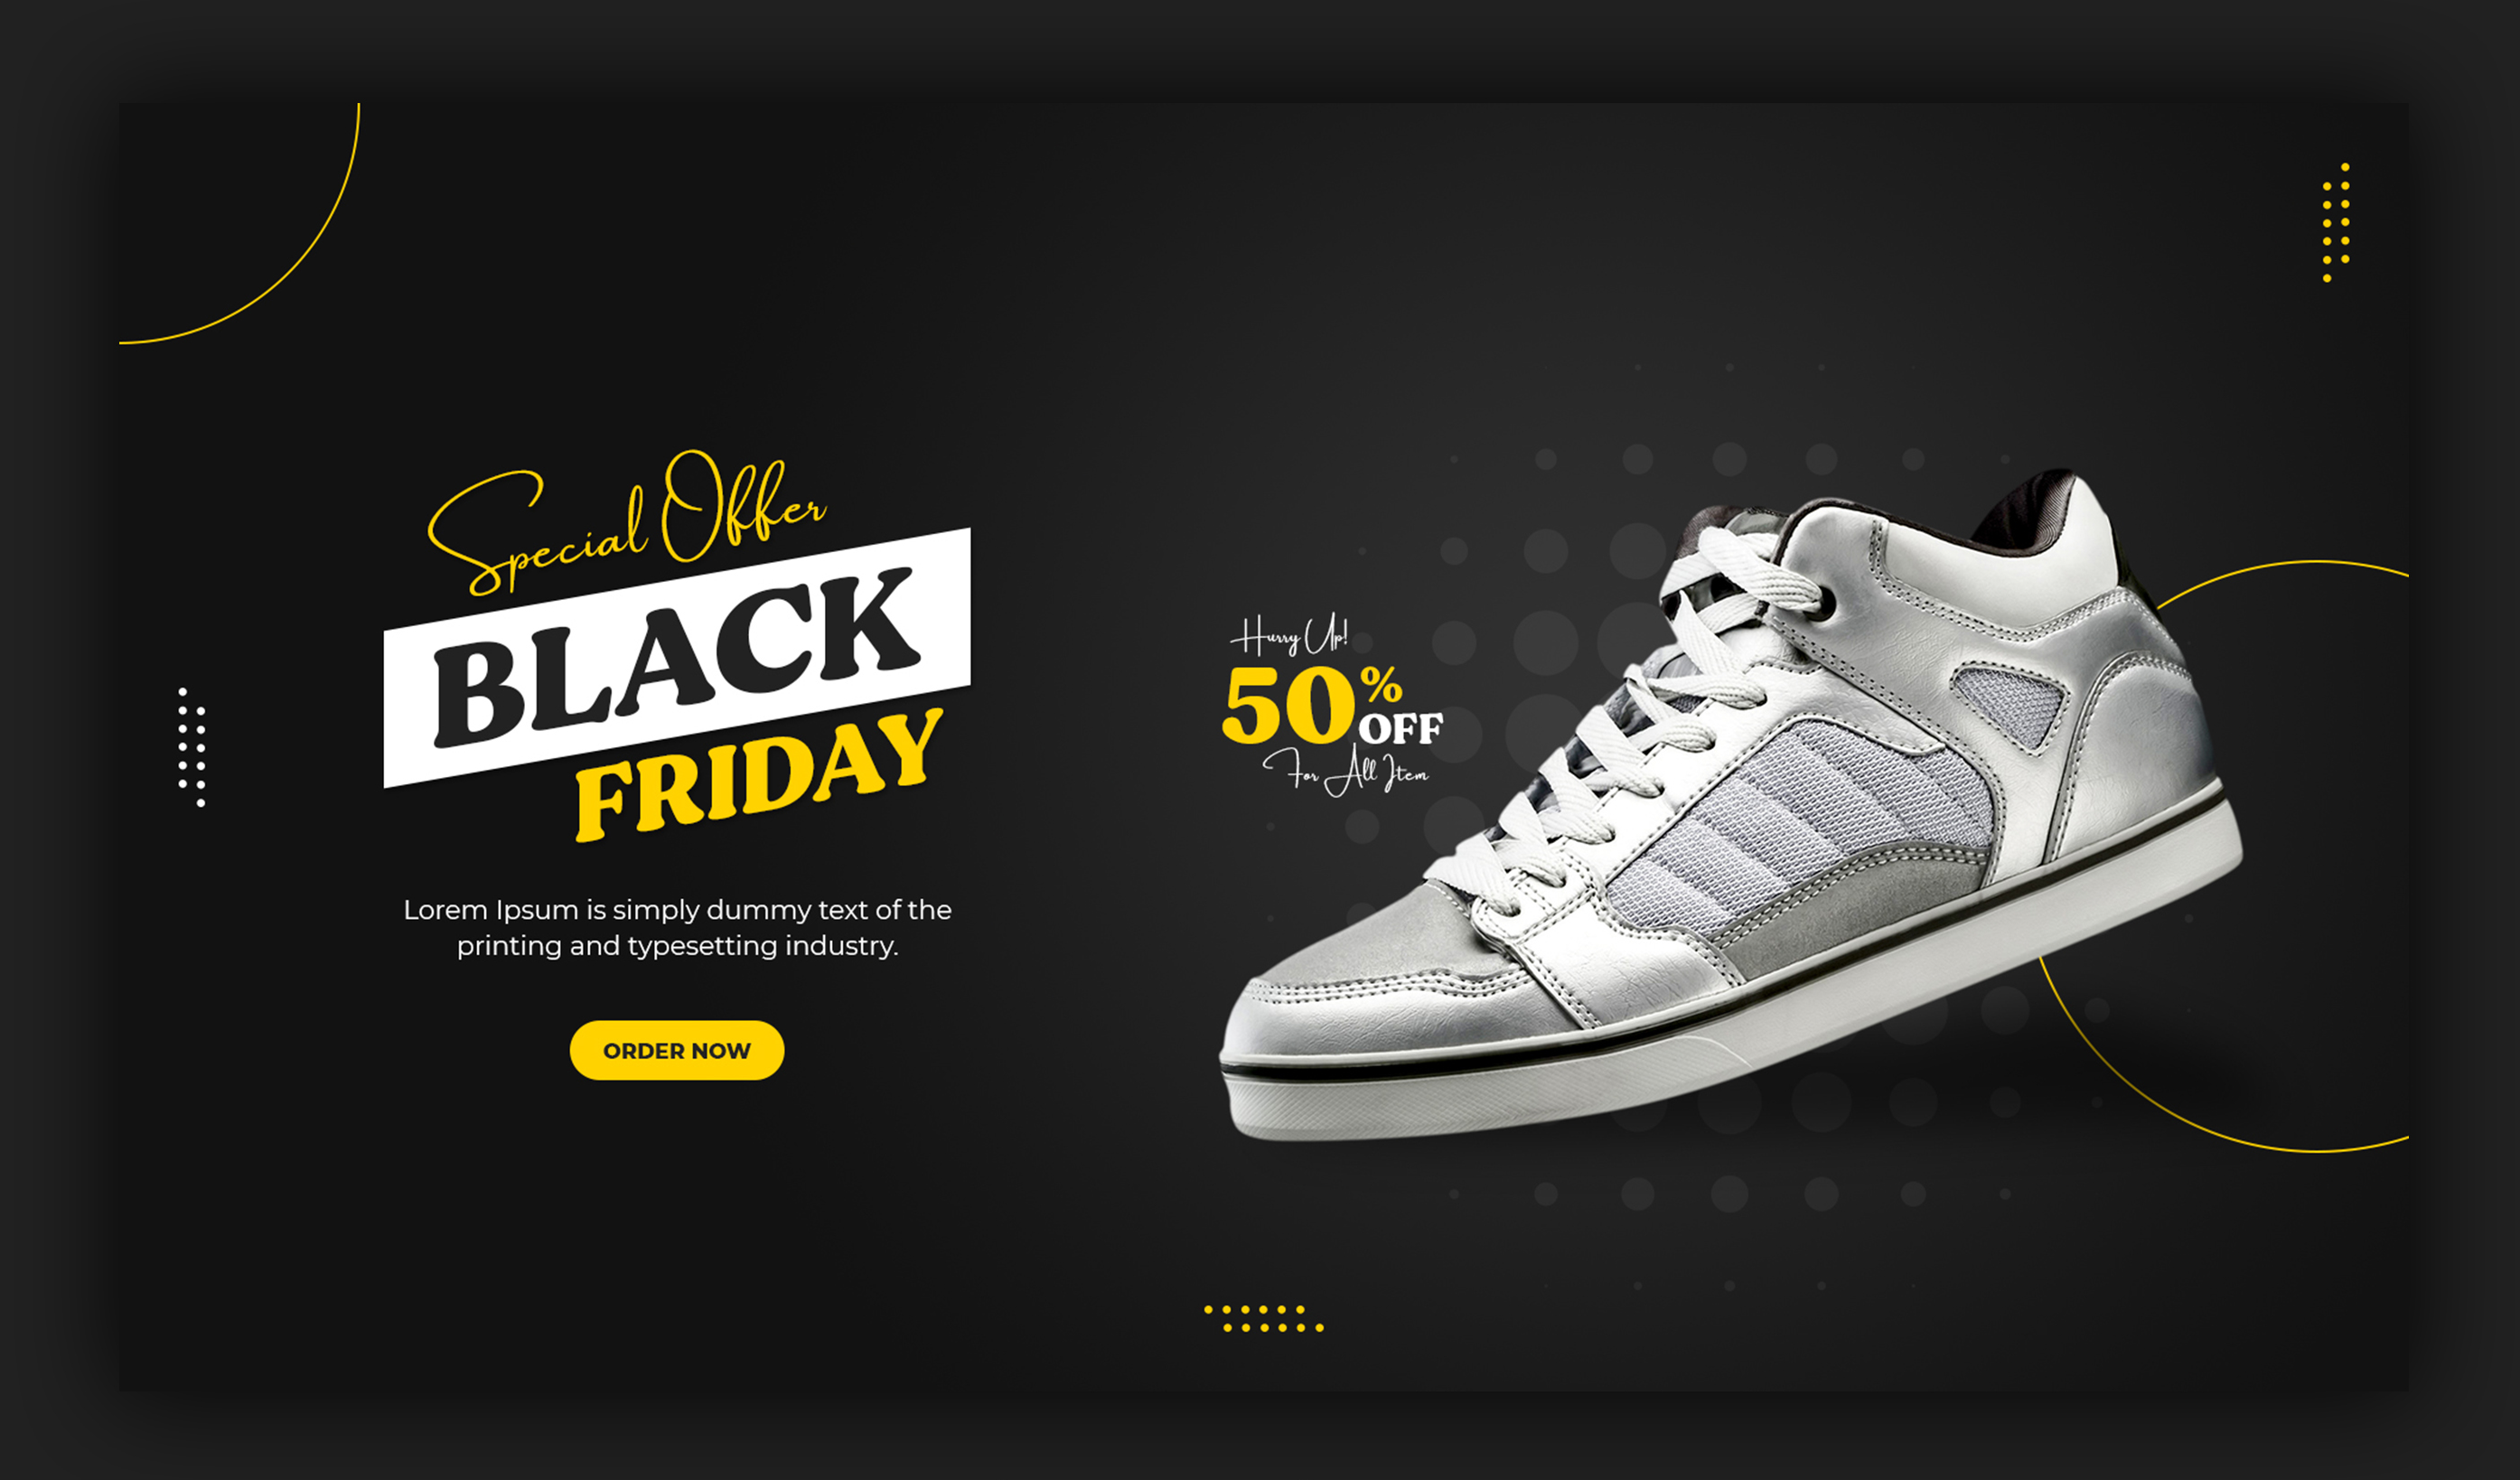 Special Offer
BLACK
FRIDAY
Lorem Ipsum is simply dummy text of the
printing and typesetting industry.
ORDER NOW
Hurry Up!
50%
OFF
For All Item